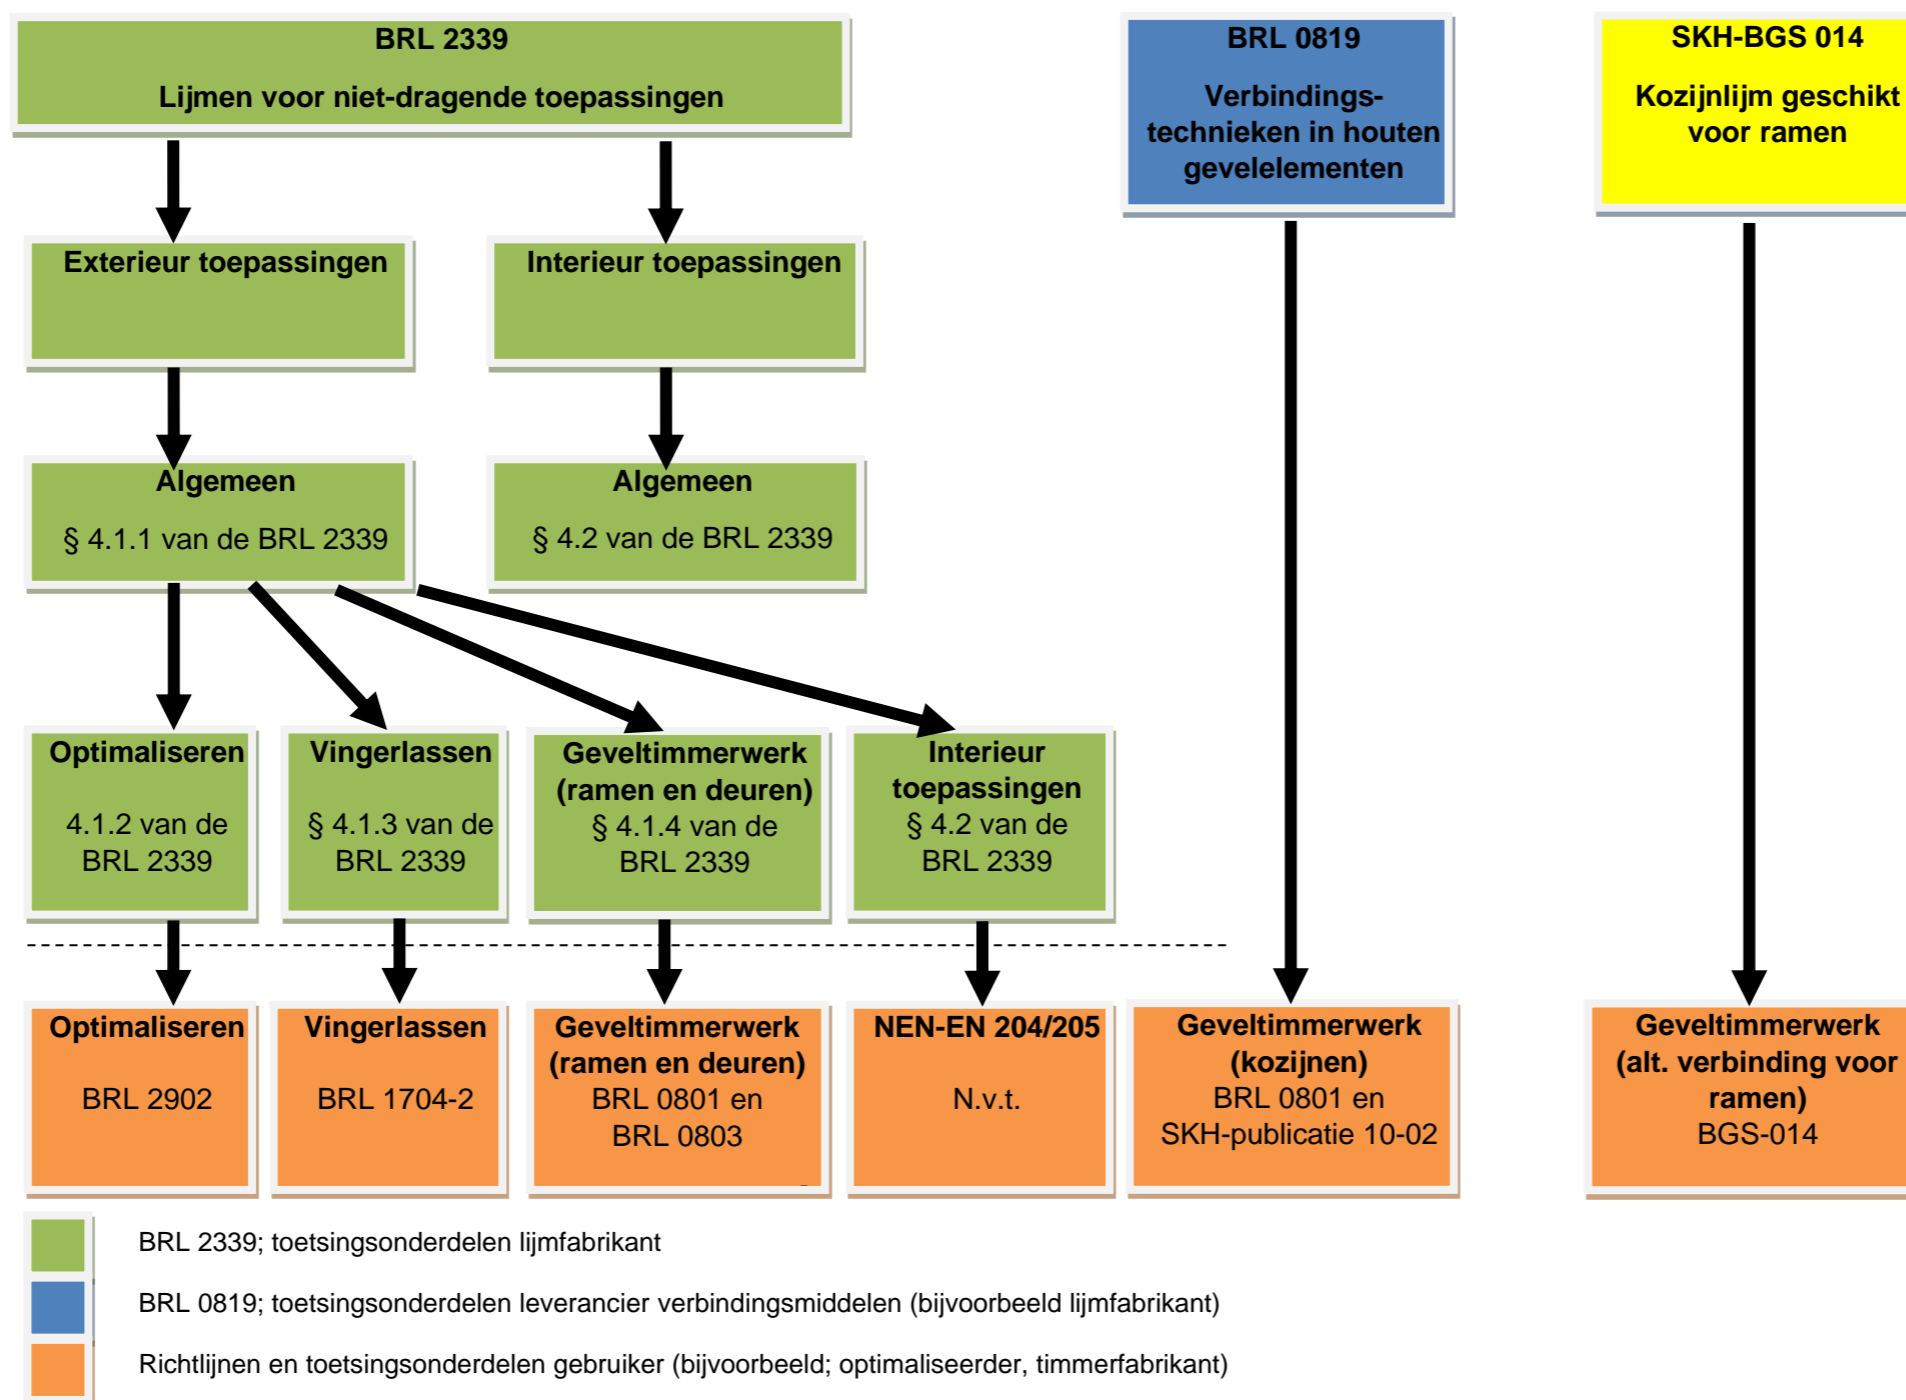 BRL 2339
Lijmen voor niet-dragende toepassingen
BRL 0819
Verbindings-
technieken in houten
gevelelementen
SKH-BGS 014
Kozijnlijm geschikt
voor ramen
Exterieur toepassingen
Interieur toepassingen
Algemeen
§ 4.1.1 van de BRL 2339
Algemeen
§ 4.2 van de BRL 2339
Optimaliseren
4.1.2 van de
BRL 2339
Vingerlassen
§ 4.1.3 van de
BRL 2339
Geveltimmerwerk
(ramen en deuren)
§ 4.1.4 van de
BRL 2339
Interieur
toepassingen
§ 4.2 van de
BRL 2339
Optimaliseren
BRL 2902
Vingerlassen
BRL 1704-2
Geveltimmerwerk
(ramen en deuren)
BRL 0801 en
BRL 0803
NEN-EN 204/205
N.v.t.
Geveltimmerwerk
(kozijnen)
BRL 0801 en
SKH-publicatie 10-02
Geveltimmerwerk
(alt. verbinding voor
ramen)
BGS-014
BRL 2339; toetsingsonderdelen lijmfabrikant
BRL 0819; toetsingsonderdelen leverancier verbindingsmiddelen (bijvoorbeeld lijmfabrikant)
Richtlijnen en toetsingsonderdelen gebruiker (bijvoorbeeld; optimaliseerder, timmerfabrikant)